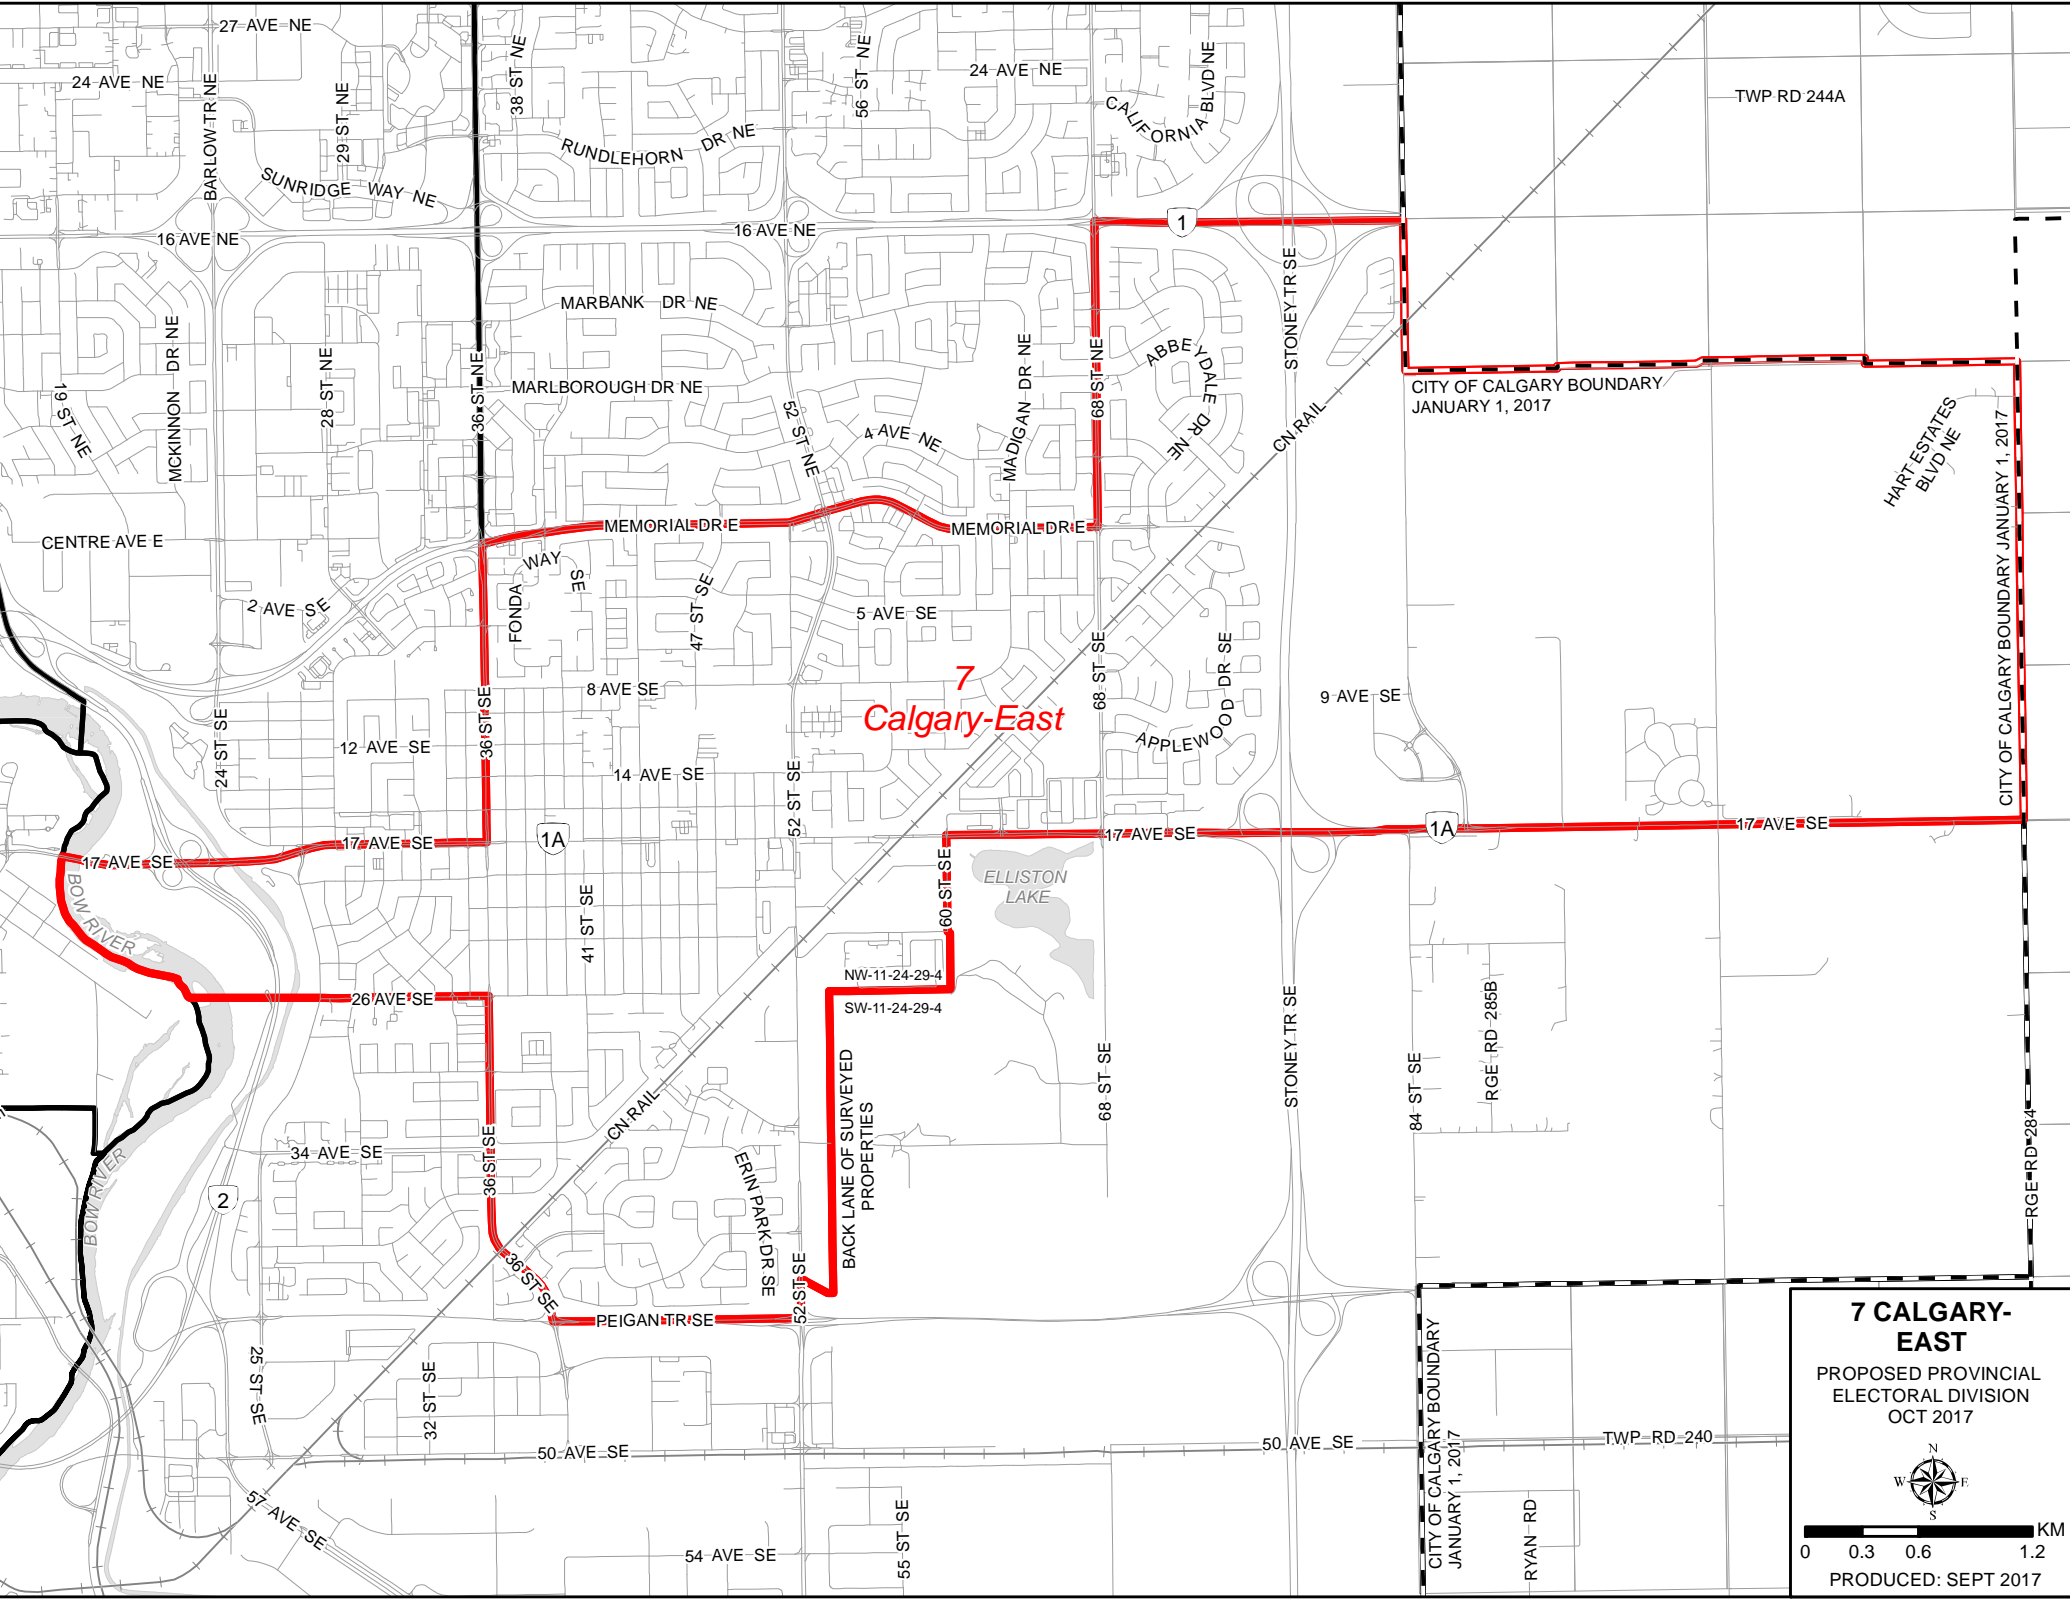 27 AVE NE
24 AVE NE
BARLOW TR NE
29 ST NE
38 ST NE
56 ST NE
24 AVE NE
CALIFORNIA BLVD NE
TWP RD 244A
RUNDLEHORN DR NE
SUNRIDGE WAY NE
16 AVE NE
16 AVE NE
1
STONEY TR SE
MARBANK DR NE
MCKINNON DR NE
28 ST NE
36 ST NE
MARLBOROUGH DR NE
MADIGAN DR NE
68 ST NE
ABBEYDALE DR NE
16 ST NE
52 ST NE
4 AVE NE
CN RAIL
CITY OF CALGARY BOUNDARY
JANUARY 1, 2017
HART ESTATES
BLVD NE
CITY OF CALGARY BOUNDARY JANUARY 1, 2017
CENTRE AVE E
MEMORIAL DR E
MEMORIAL DR E
2 AVE SE
FONDA WAY SE
47 ST SE
5 AVE SE
68 ST SE
APPLEWOOD DR SE
7
Calgary-East
8 AVE SE
9 AVE SE
24 ST SE
12 AVE SE
36 ST SE
14 AVE SE
52 ST SE
1A
17 AVE SE
17 AVE SE
17 AVE SE
1A
17 AVE SE
BOW RIVER
41 ST SE
60 ST SE
ELLISTON
LAKE
NW-11-24-29-4
SW-11-24-29-4
26 AVE SE
STONEY TR SE
RGE RD 285B
68 ST SE
84 ST SE
RGE RD 284
BACK LANE OF SURVEYED
PROPERTIES
CN RAIL
34 AVE SE
36 ST SE
ERIN PARK DR SE
BOW RIVER
2
36 ST SE
52 ST SE
PEIGAN TR SE
25 ST SE
32 ST SE
50 AVE SE
50 AVE SE
TWP RD 240
CITY OF CALGARY BOUNDARY
JANUARY 1, 2017
57 AVE SE
54 AVE SE
55 ST SE
RYAN RD
7 CALGARY-
EAST
PROPOSED PROVINCIAL
ELECTORAL DIVISION
OCT 2017
N
W E
S
KM
0 0.3 0.6 1.2
PRODUCED: SEPT 2017